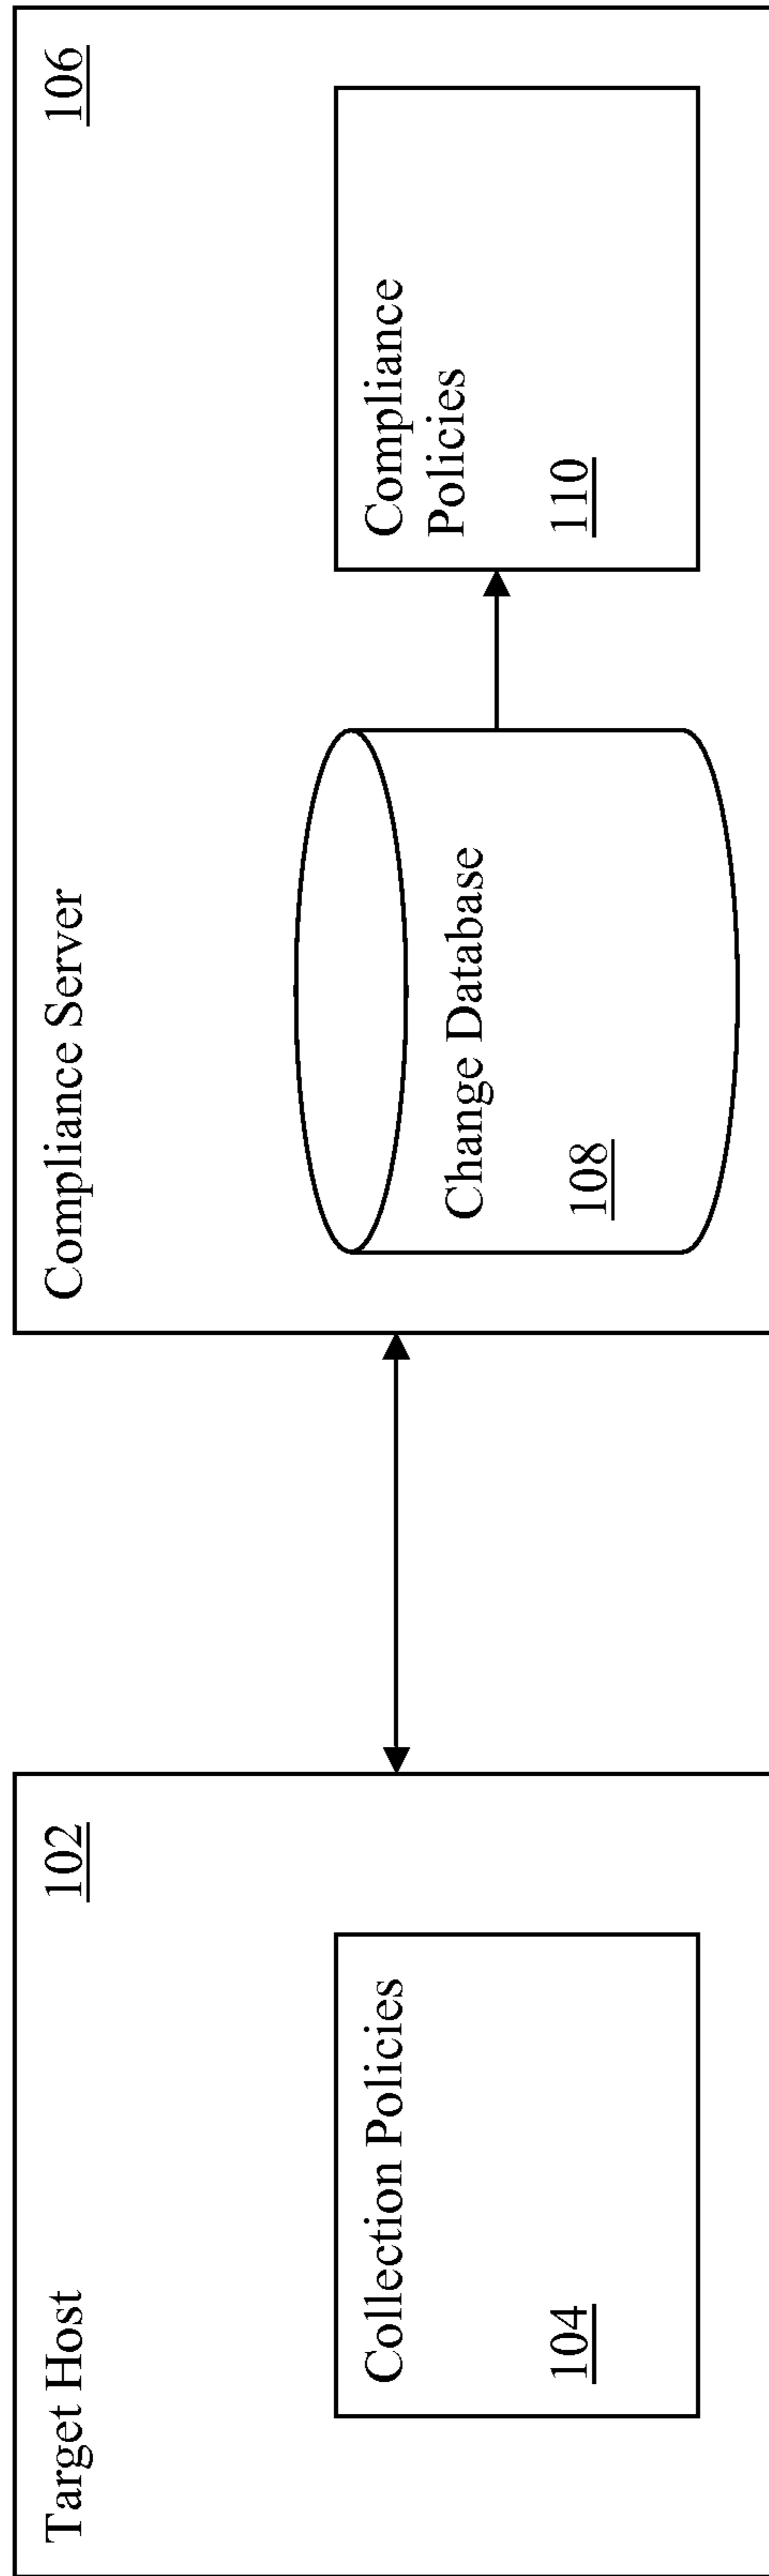 Target Host
102
Collection Policies
104
Compliance Server
106
Change Database
108
Compliance
Policies
110